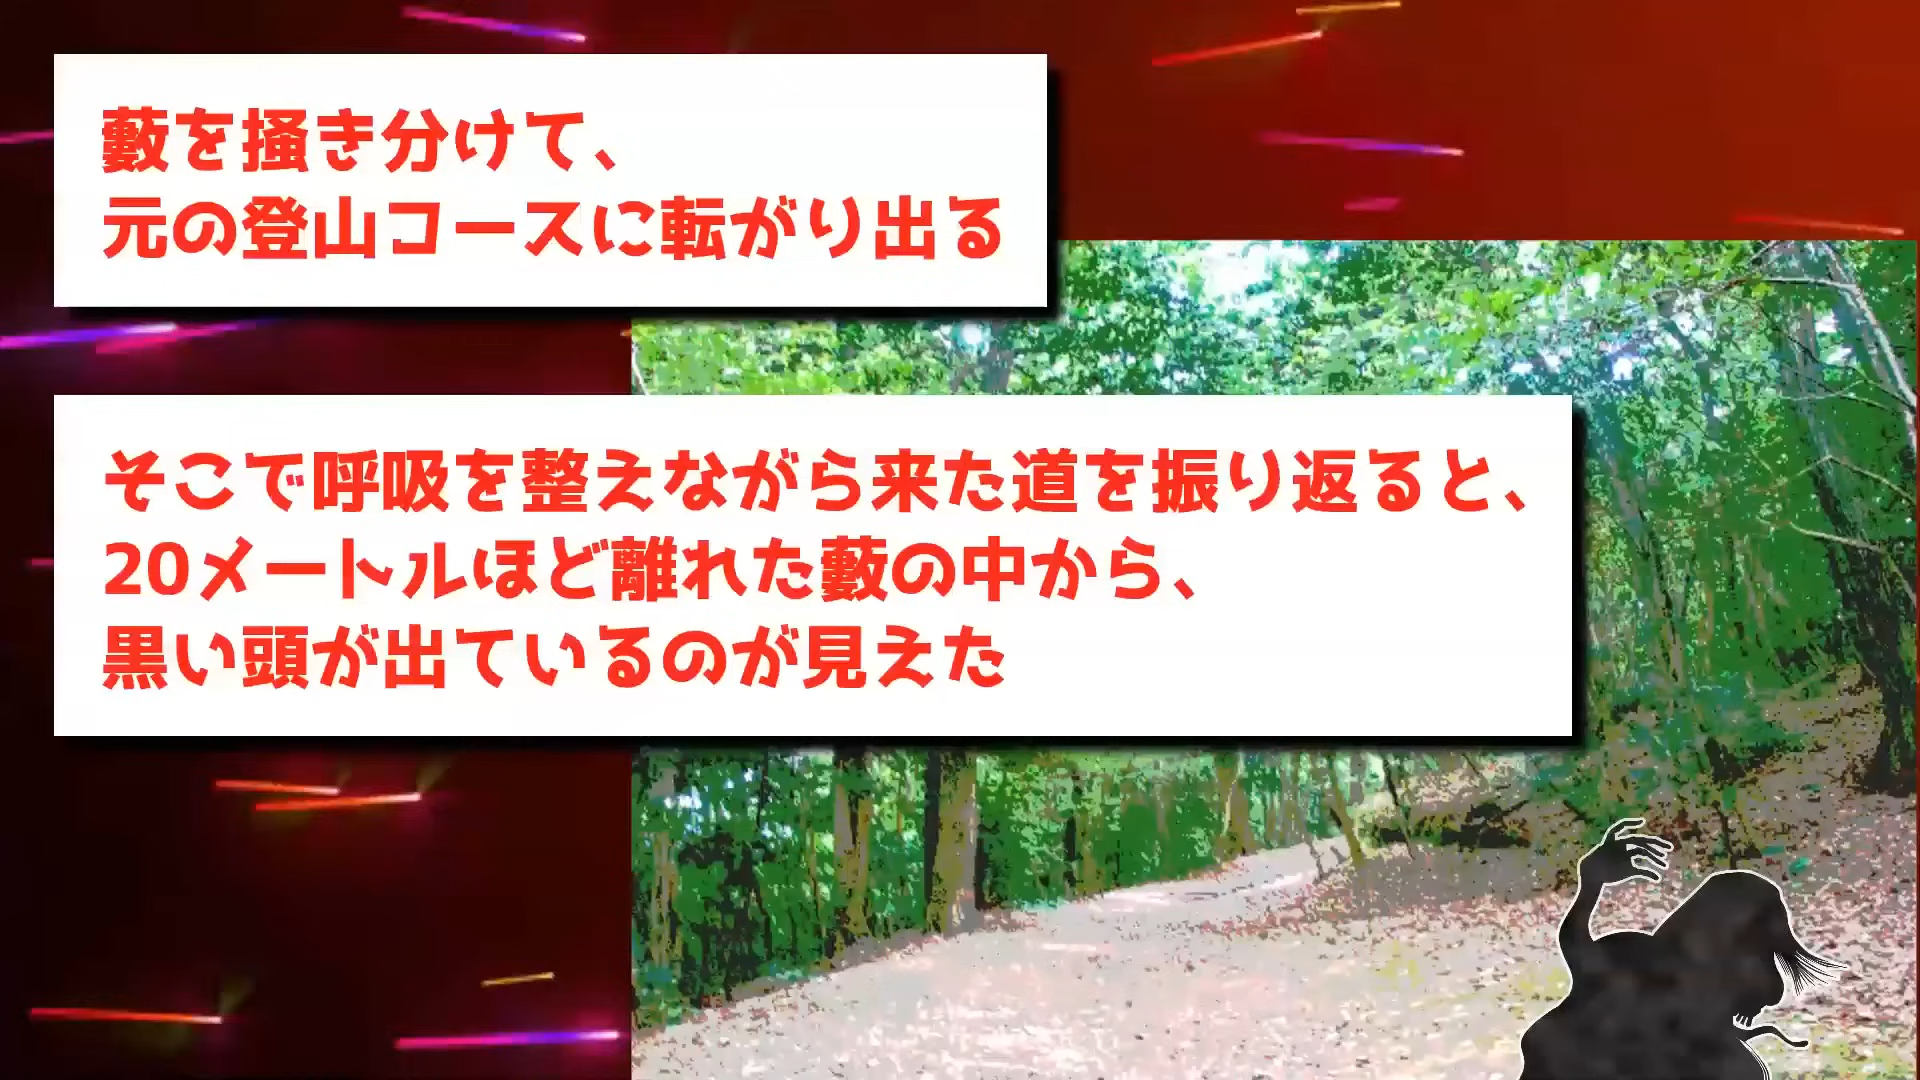 藪を掻き分けて、
元の登山コースに転がり出る
そこで呼吸を整えながら来た道を振り返ると、
20メートルほど離れた藪の中から、
黒い頭が出ているのが見えた